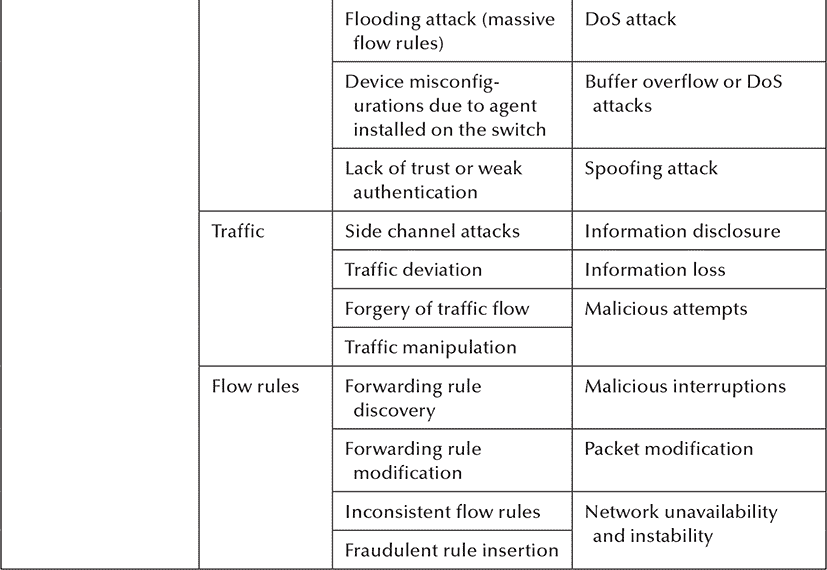 Flooding attack (massive
flow rules)
DoS attack
Device misconfig-
urations due to agent
installed on the switch
Buffer overflow or DoS
attacks
Lack of trust or weak
authentication
Spoofing attack
Traffic
Side channel attacks
Information disclosure
Traffic deviation
Information loss
Forgery of traffic flow
Malicious attempts
Traffic manipulation
Flow rules
Forwarding rule
discovery
Malicious interruptions
Forwarding rule
modification
Packet modification
Inconsistent flow rules
Network unavailability
and instability
Fraudulent rule insertion